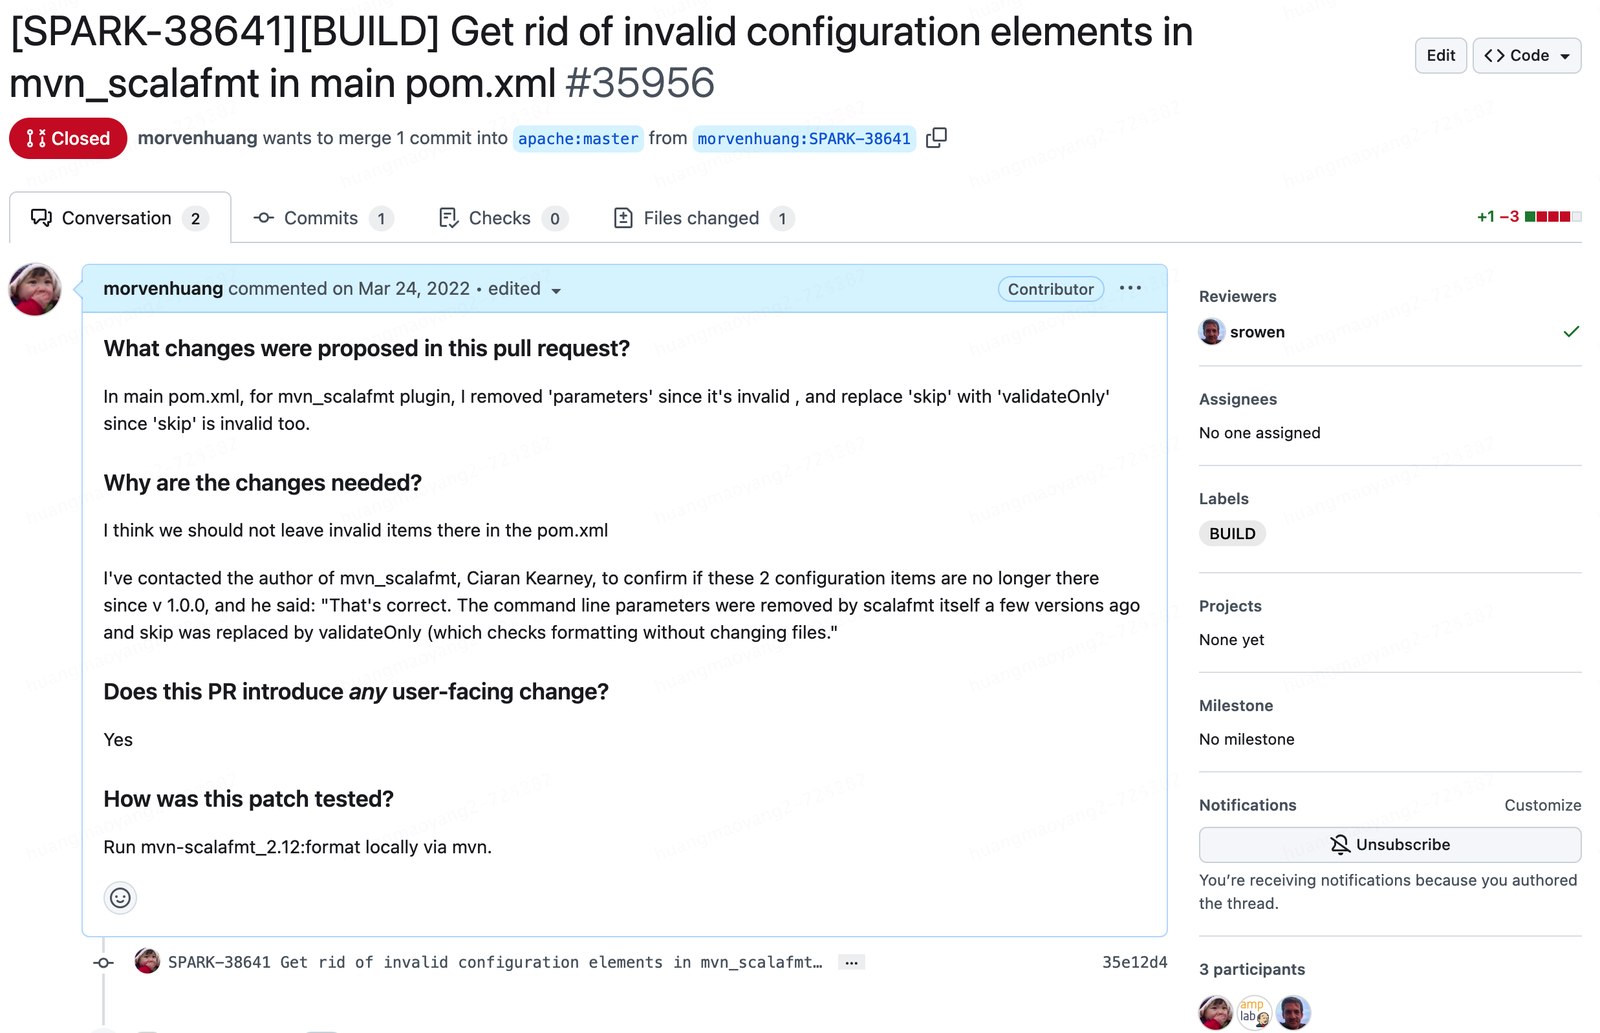 [SPARK-38641][BUILD] Get rid of invalid configuration elements in
mvn_scalafmt in main pom.xml #35956
Edit
<> Code
Closed
morvenhuang wants to merge 1 commit into apache:master from morvenhuang:SPARK-38641
Conversation 2
Commits 1
Checks 0
Files changed 1
+1 −3
morvenhuang commented on Mar 24, 2022 • edited
Contributor
...
What changes were proposed in this pull request?
In main pom.xml, for mvn_scalafmt plugin, I removed 'parameters' since it's invalid , and replace 'skip' with 'validateOnly'
since 'skip' is invalid too.
Why are the changes needed?
I think we should not leave invalid items there in the pom.xml
I've contacted the author of mvn_scalafmt, Ciaran Kearney, to confirm if these 2 configuration items are no longer there
since v 1.0.0, and he said: "That's correct. The command line parameters were removed by scalafmt itself a few versions ago
and skip was replaced by validateOnly (which checks formatting without changing files."
Does this PR introduce any user-facing change?
Yes
How was this patch tested?
Run mvn-scalafmt_2.12:format locally via mvn.
SPARK-38641 Get rid of invalid configuration elements in mvn_scalafmt…
...
35e12d4
Reviewers
srowen
Assignees
No one assigned
Labels
BUILD
Projects
None yet
Milestone
No milestone
Notifications
Customize
Unsubscribe
You're receiving notifications because you authored
the thread.
3 participants
amp
lab